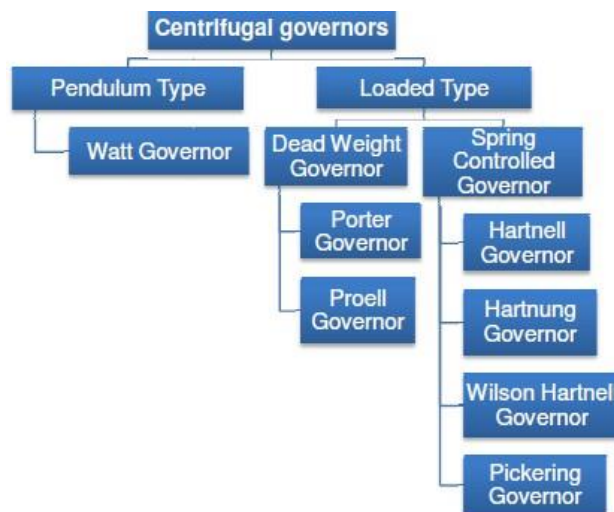 Centrifugal governors
Pendulum Type
Loaded Type
Watt Governor
Dead Weight
Governor
Spring
Controlled
Governor
Porter
Governor
Proell
Governor
Hartnell
Governor
Hartnung
Governor
Wilson Hartnell
Governor
Pickering
Governor